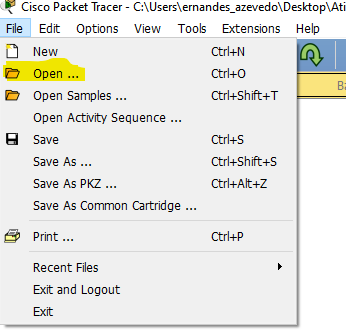 Cisco Packet Tracer - C:\Users\ernandes_azevedo\Desktop\Ati
File Edit Options View Tools Extensions
New Ctrl+N
Open ... Ctrl+O
Open Samples ... Ctrl+Shift+T
Open Activity Sequence ...
Save Ctrl+S
Save As ... Ctrl+Shift+S
Save As PKZ ... Ctrl+Alt+Z
Save As Common Cartridge ...
Print ... Ctrl+P
Recent Files
Exit and Logout
Exit